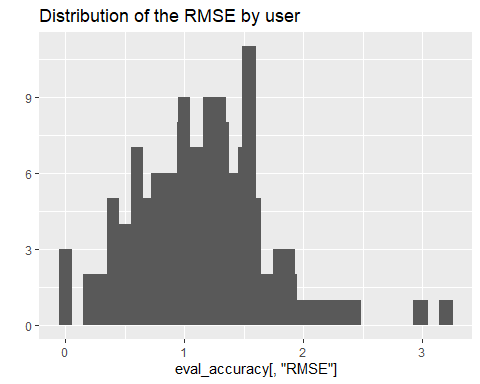 Distribution of the RMSE by user
9
6
3
0
0 1 2 3
eval_accuracy[, "RMSE"]